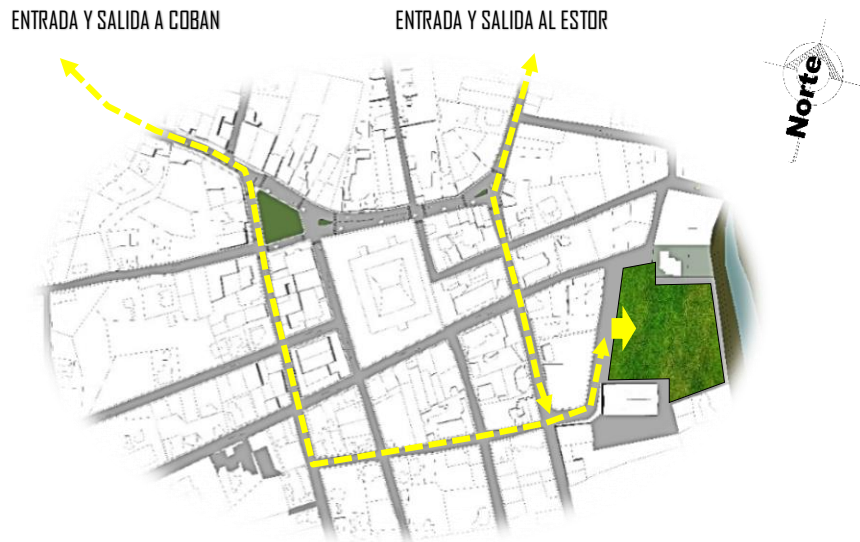 ENTRADA Y SALIDA A COBAN
ENTRADA Y SALIDA AL ESTOR
Norte